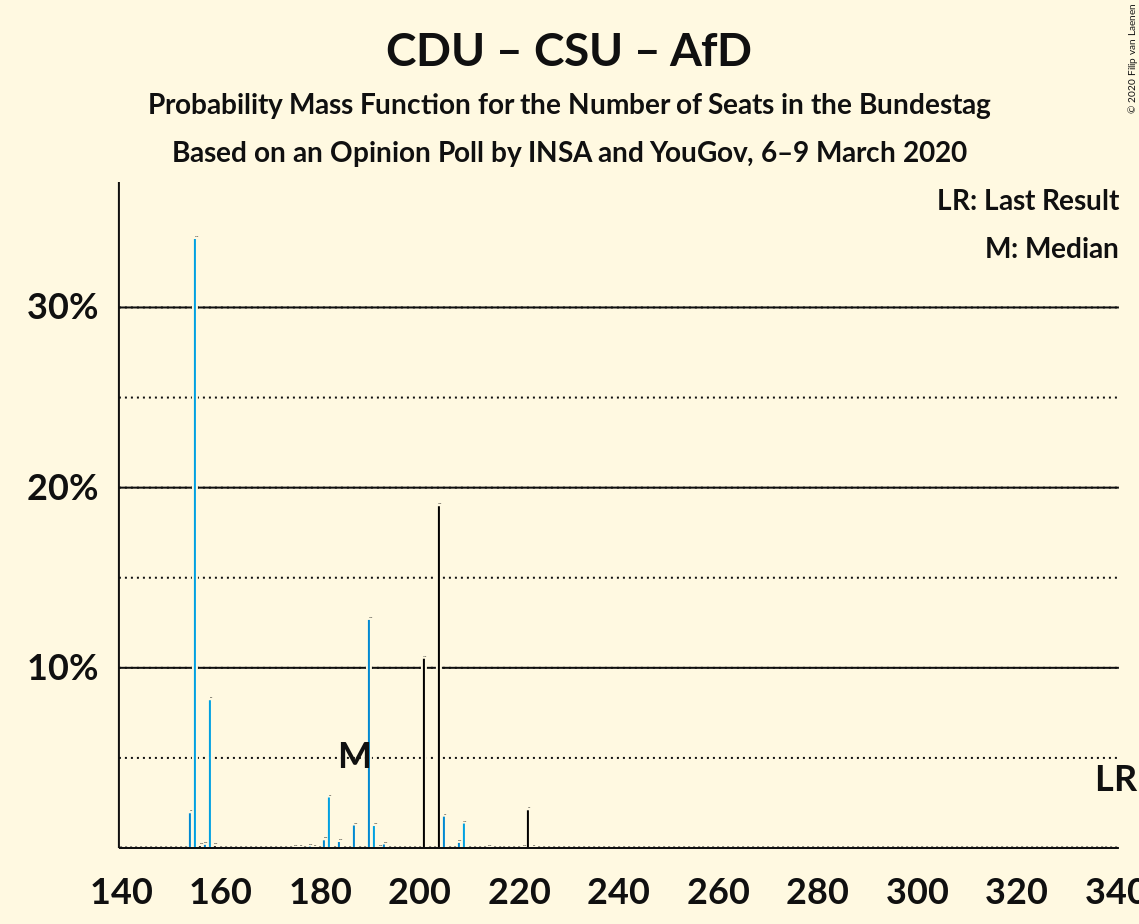 CDU – CSU – AfD
Probability Mass Function for the Number of Seats in the Bundestag
Based on an Opinion Poll by INSA and YouGov, 6–9 March 2020
© 2020 Filip van Laenen
LR: Last Result
M: Median
30%
20%
10%
M
LR
140 160 180 200 220 240 260 280 300 320 340